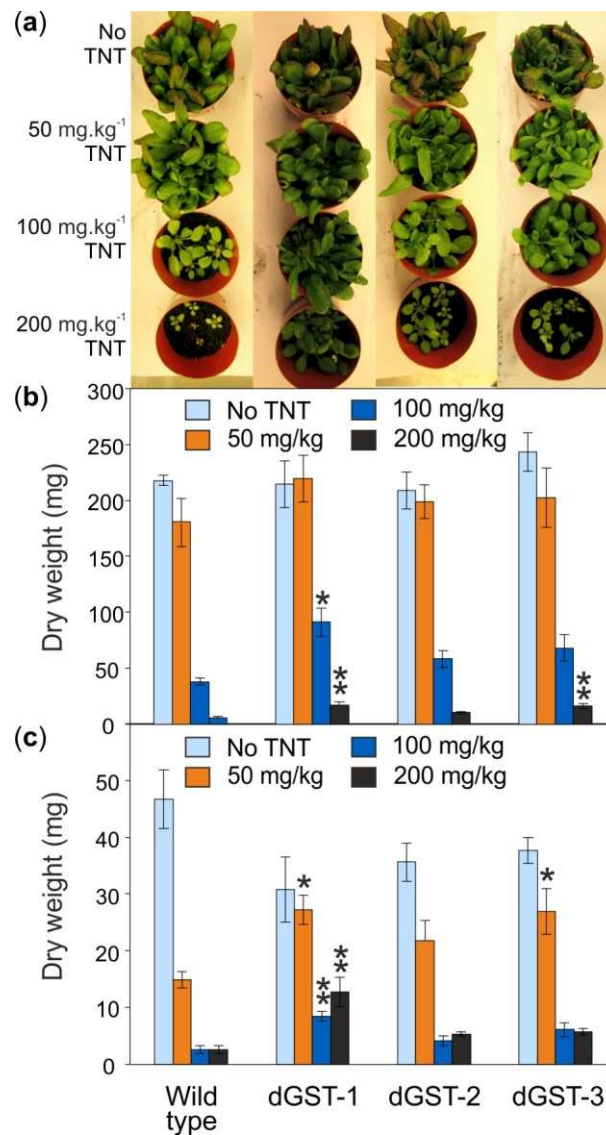 (a)
No
TNT
50 mg.kg⁻¹
TNT
100 mg.kg⁻¹
TNT
200 mg.kg⁻¹
TNT
(b)
300
250
200
150
100
50
0
Dry weight (mg)
No TNT 100 mg/kg
50 mg/kg 200 mg/kg
*
**
**
(c)
50
40
30
20
10
0
Dry weight (mg)
No TNT 100 mg/kg
50 mg/kg 200 mg/kg
*
**
**
*
Wild
type
dGST-1
dGST-2
dGST-3